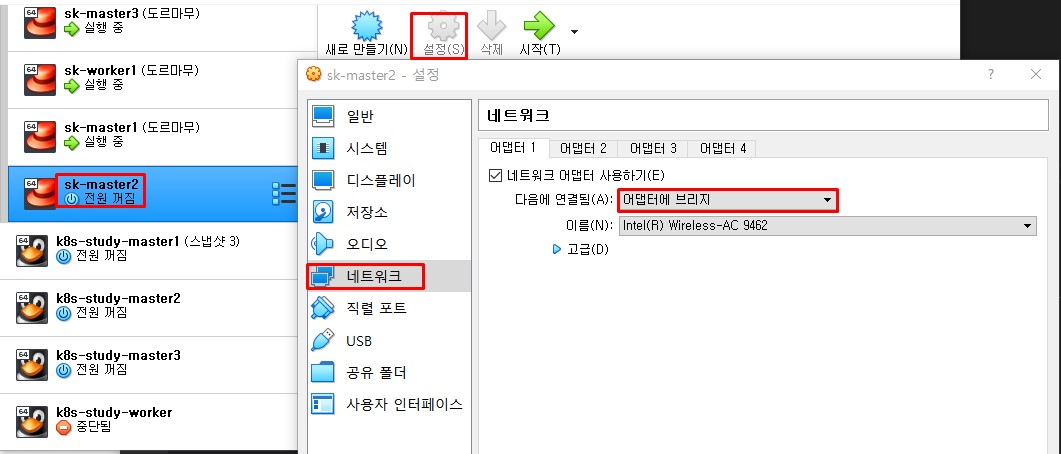 sk-master3 (도르마무)
실행 중
sk-worker1 (도르마무)
실행 중
sk-master1 (도르마무)
실행 중
sk-master2
전원 꺼짐
k8s-study-master1 (스냅샷 3)
전원 꺼짐
k8s-study-master2
전원 꺼짐
k8s-study-master3
전원 꺼짐
k8s-study-worker
중단됨
64
64
64
64
64
64
64
64
새로 만들기(N) 설정(S) 삭제 시작(T)
sk-master2 - 설정 ?
일반
시스템
디스플레이
저장소
오디오
네트워크
직렬 포트
USB
공유 폴더
사용자 인터페이스
네트워크
어댑터 1 어댑터 2 어댑터 3 어댑터 4
네트워크 어댑터 사용하기(E)
다음에 연결됨(A): 어댑터에 브리지
이름(N): Intel(R) Wireless-AC 9462
고급(D)